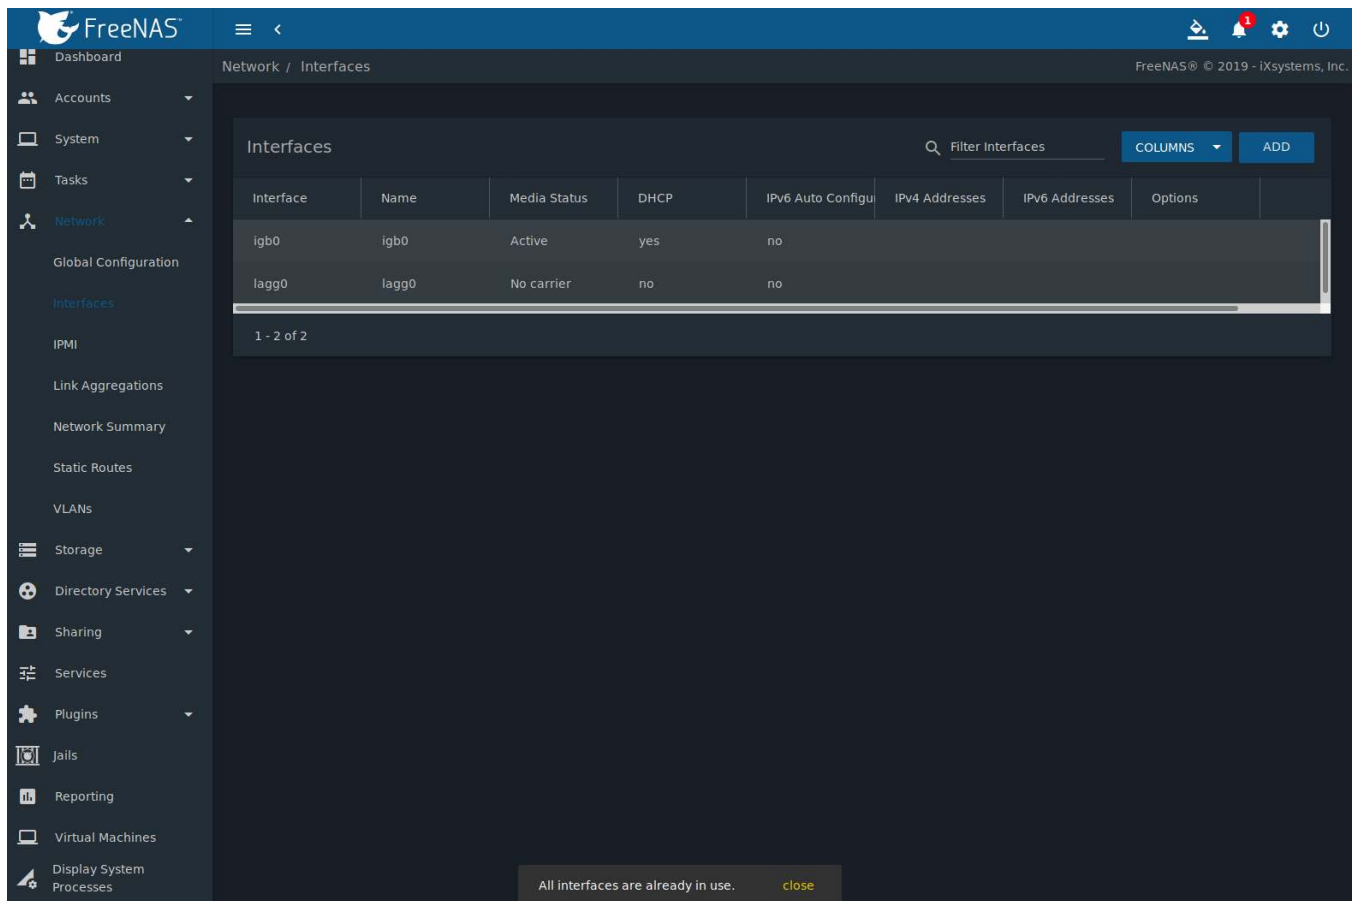 FreeNAS™
1
Dashboard
Network / Interfaces
FreeNAS® © 2019 - iXsystems, Inc.
Accounts
System
Tasks
Network
Global Configuration
Interfaces
IPMI
Link Aggregations
Network Summary
Static Routes
VLANs
Storage
Directory Services
Sharing
Services
Plugins
Jails
Reporting
Virtual Machines
Display System
Processes
Interfaces
Filter Interfaces
COLUMNS
ADD
Interface Name Media Status DHCP IPv6 Auto Configu IPv4 Addresses IPv6 Addresses Options
igb0 igb0 Active yes no
lagg0 lagg0 No carrier no no
1 - 2 of 2
All interfaces are already in use. close